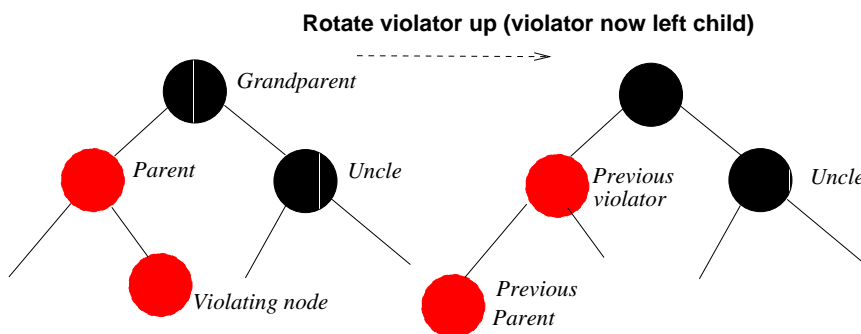 Rotate violator up (violator now left child)
Grandparent
Parent
Uncle
Violating node
Previous
violator
Uncle
Previous
Parent